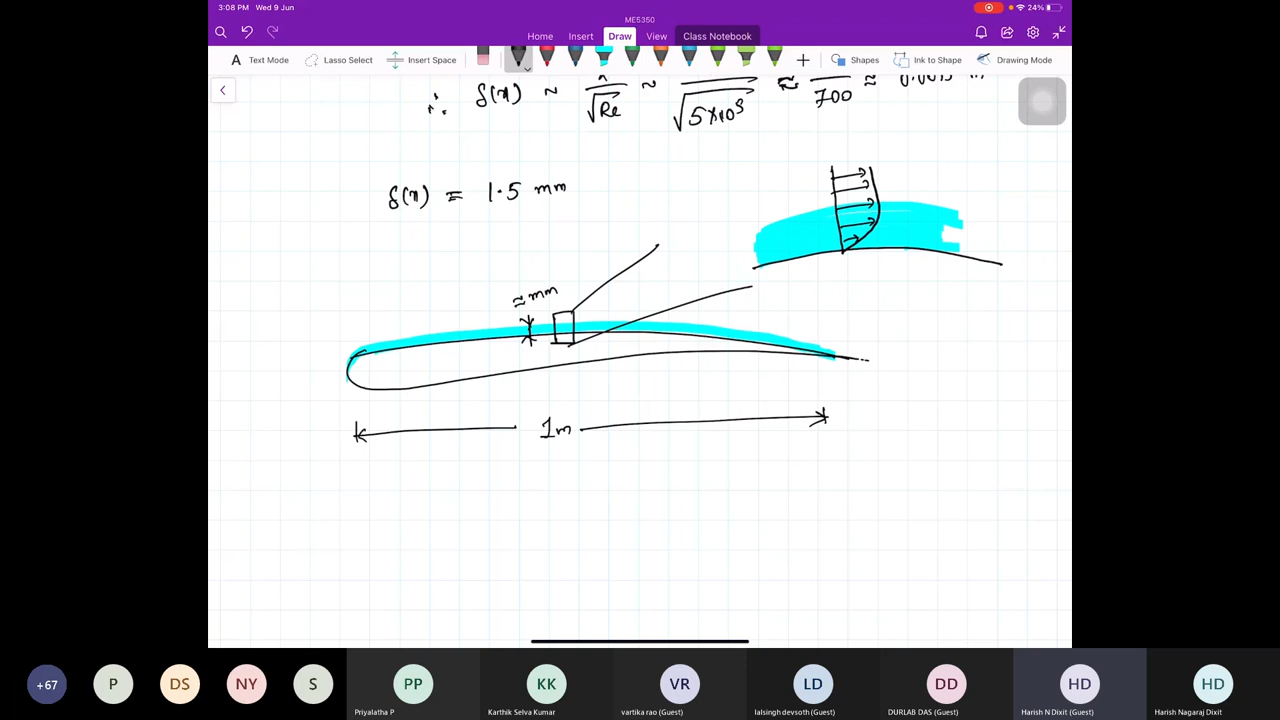 3:08 PM Wed 9 Jun
24%
ME5350
Home Insert Draw View Class Notebook
Text Mode Lasso Select Insert Space Shapes Ink to Shape Drawing Mode
∴ δ(x) ~ x/√Re ~ /√5×10⁵ ≈ /700 ≈
δ(x) = 1.5 mm
≈mm
1m
+67 P DS NY S PP KK VR LD DD HD HD
Priyalatha P Karthik Selva Kumar vartika rao (Guest) lalsingh devsoth (Guest) DURLAB DAS (Guest) Harish N Dixit (Guest) Harish Nagaraj Dixit